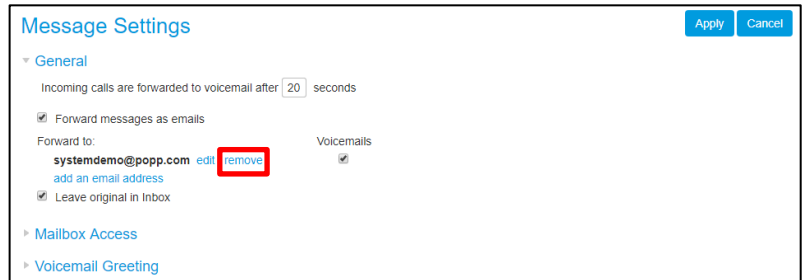 Message Settings
Apply Cancel
General
Incoming calls are forwarded to voicemail after 20 seconds
Forward messages as emails
Forward to: Voicemails
systemdemo@popp.com edit remove
add an email address
Leave original in Inbox
Mailbox Access
Voicemail Greeting